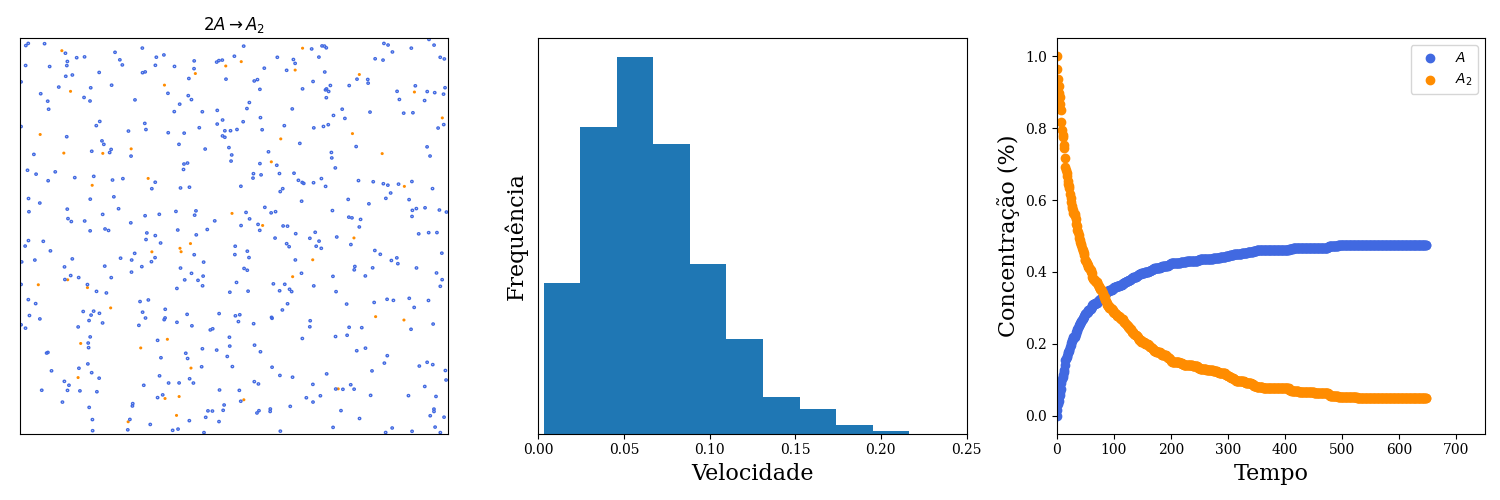 2A → A₂
Frequência
0.00 0.05 0.10 0.15 0.20 0.25
Velocidade
Concentração (%)
1.0
0.8
0.6
0.4
0.2
0.0
A
A₂
0 100 200 300 400 500 600 700
Tempo